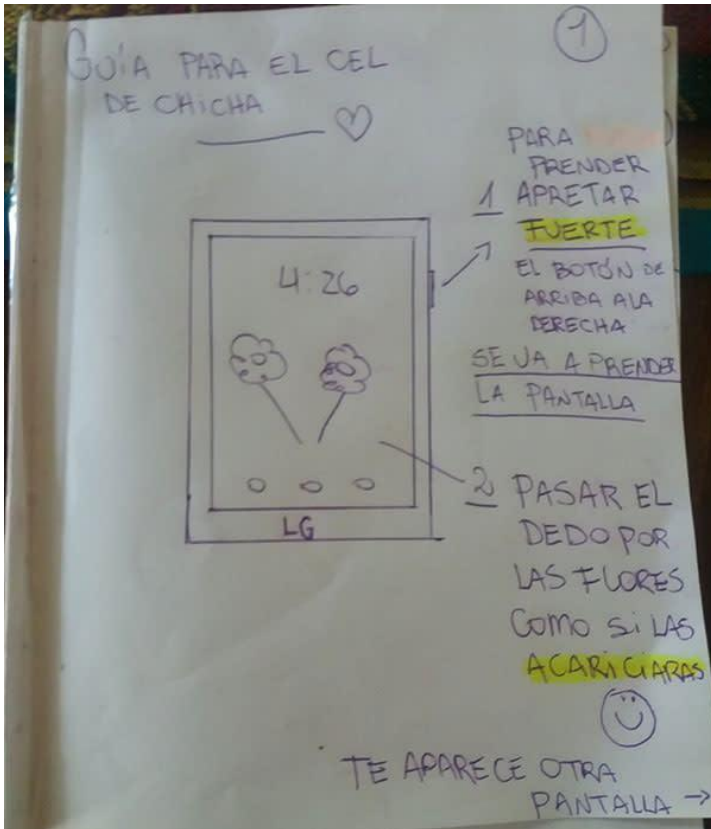 1
GUÍA PARA EL CEL
DE CHICHA
PARA
PRENDER
1 APRETAR
FUERTE
EL BOTÓN DE
ARRIBA A LA
DERECHA
SE VA A PRENDER
LA PANTALLA
4:26
LG
2 PASAR EL
DEDO POR
LAS FLORES
COMO SI LAS
ACARICIARAS
TE APARECE OTRA
PANTALLA →